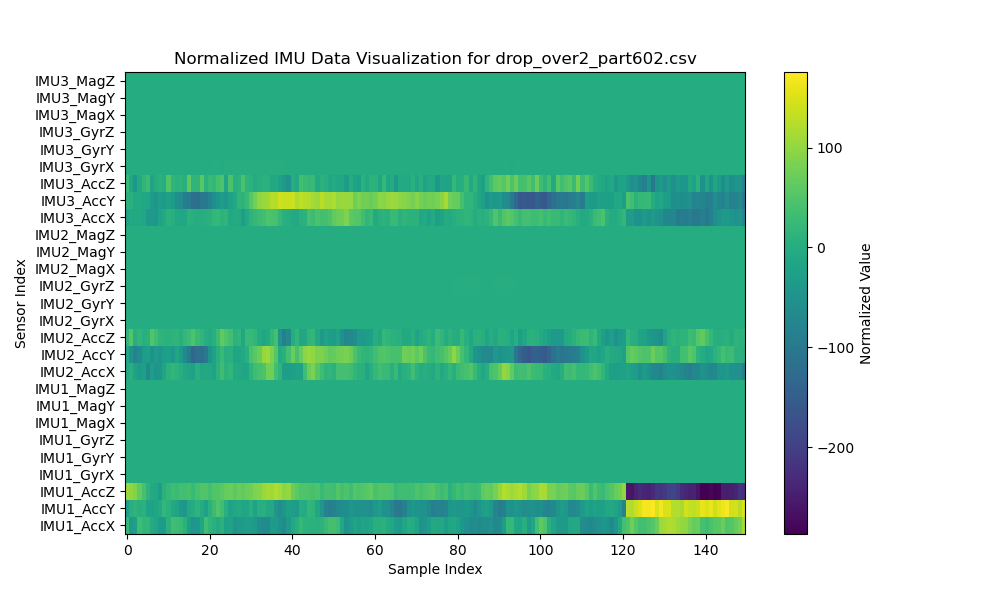 Normalized IMU Data Visualization for drop_over2_part602.csv
IMU3_MagZ
IMU3_MagY
IMU3_MagX
IMU3_GyrZ
IMU3_GyrY
IMU3_GyrX
IMU3_AccZ
IMU3_AccY
IMU3_AccX
IMU2_MagZ
IMU2_MagY
IMU2_MagX
IMU2_GyrZ
IMU2_GyrY
IMU2_GyrX
IMU2_AccZ
IMU2_AccY
IMU2_AccX
IMU1_MagZ
IMU1_MagY
IMU1_MagX
IMU1_GyrZ
IMU1_GyrY
IMU1_GyrX
IMU1_AccZ
IMU1_AccY
IMU1_AccX
Sensor Index
0 20 40 60 80 100 120 140
Sample Index
100
0
−100
−200
Normalized Value